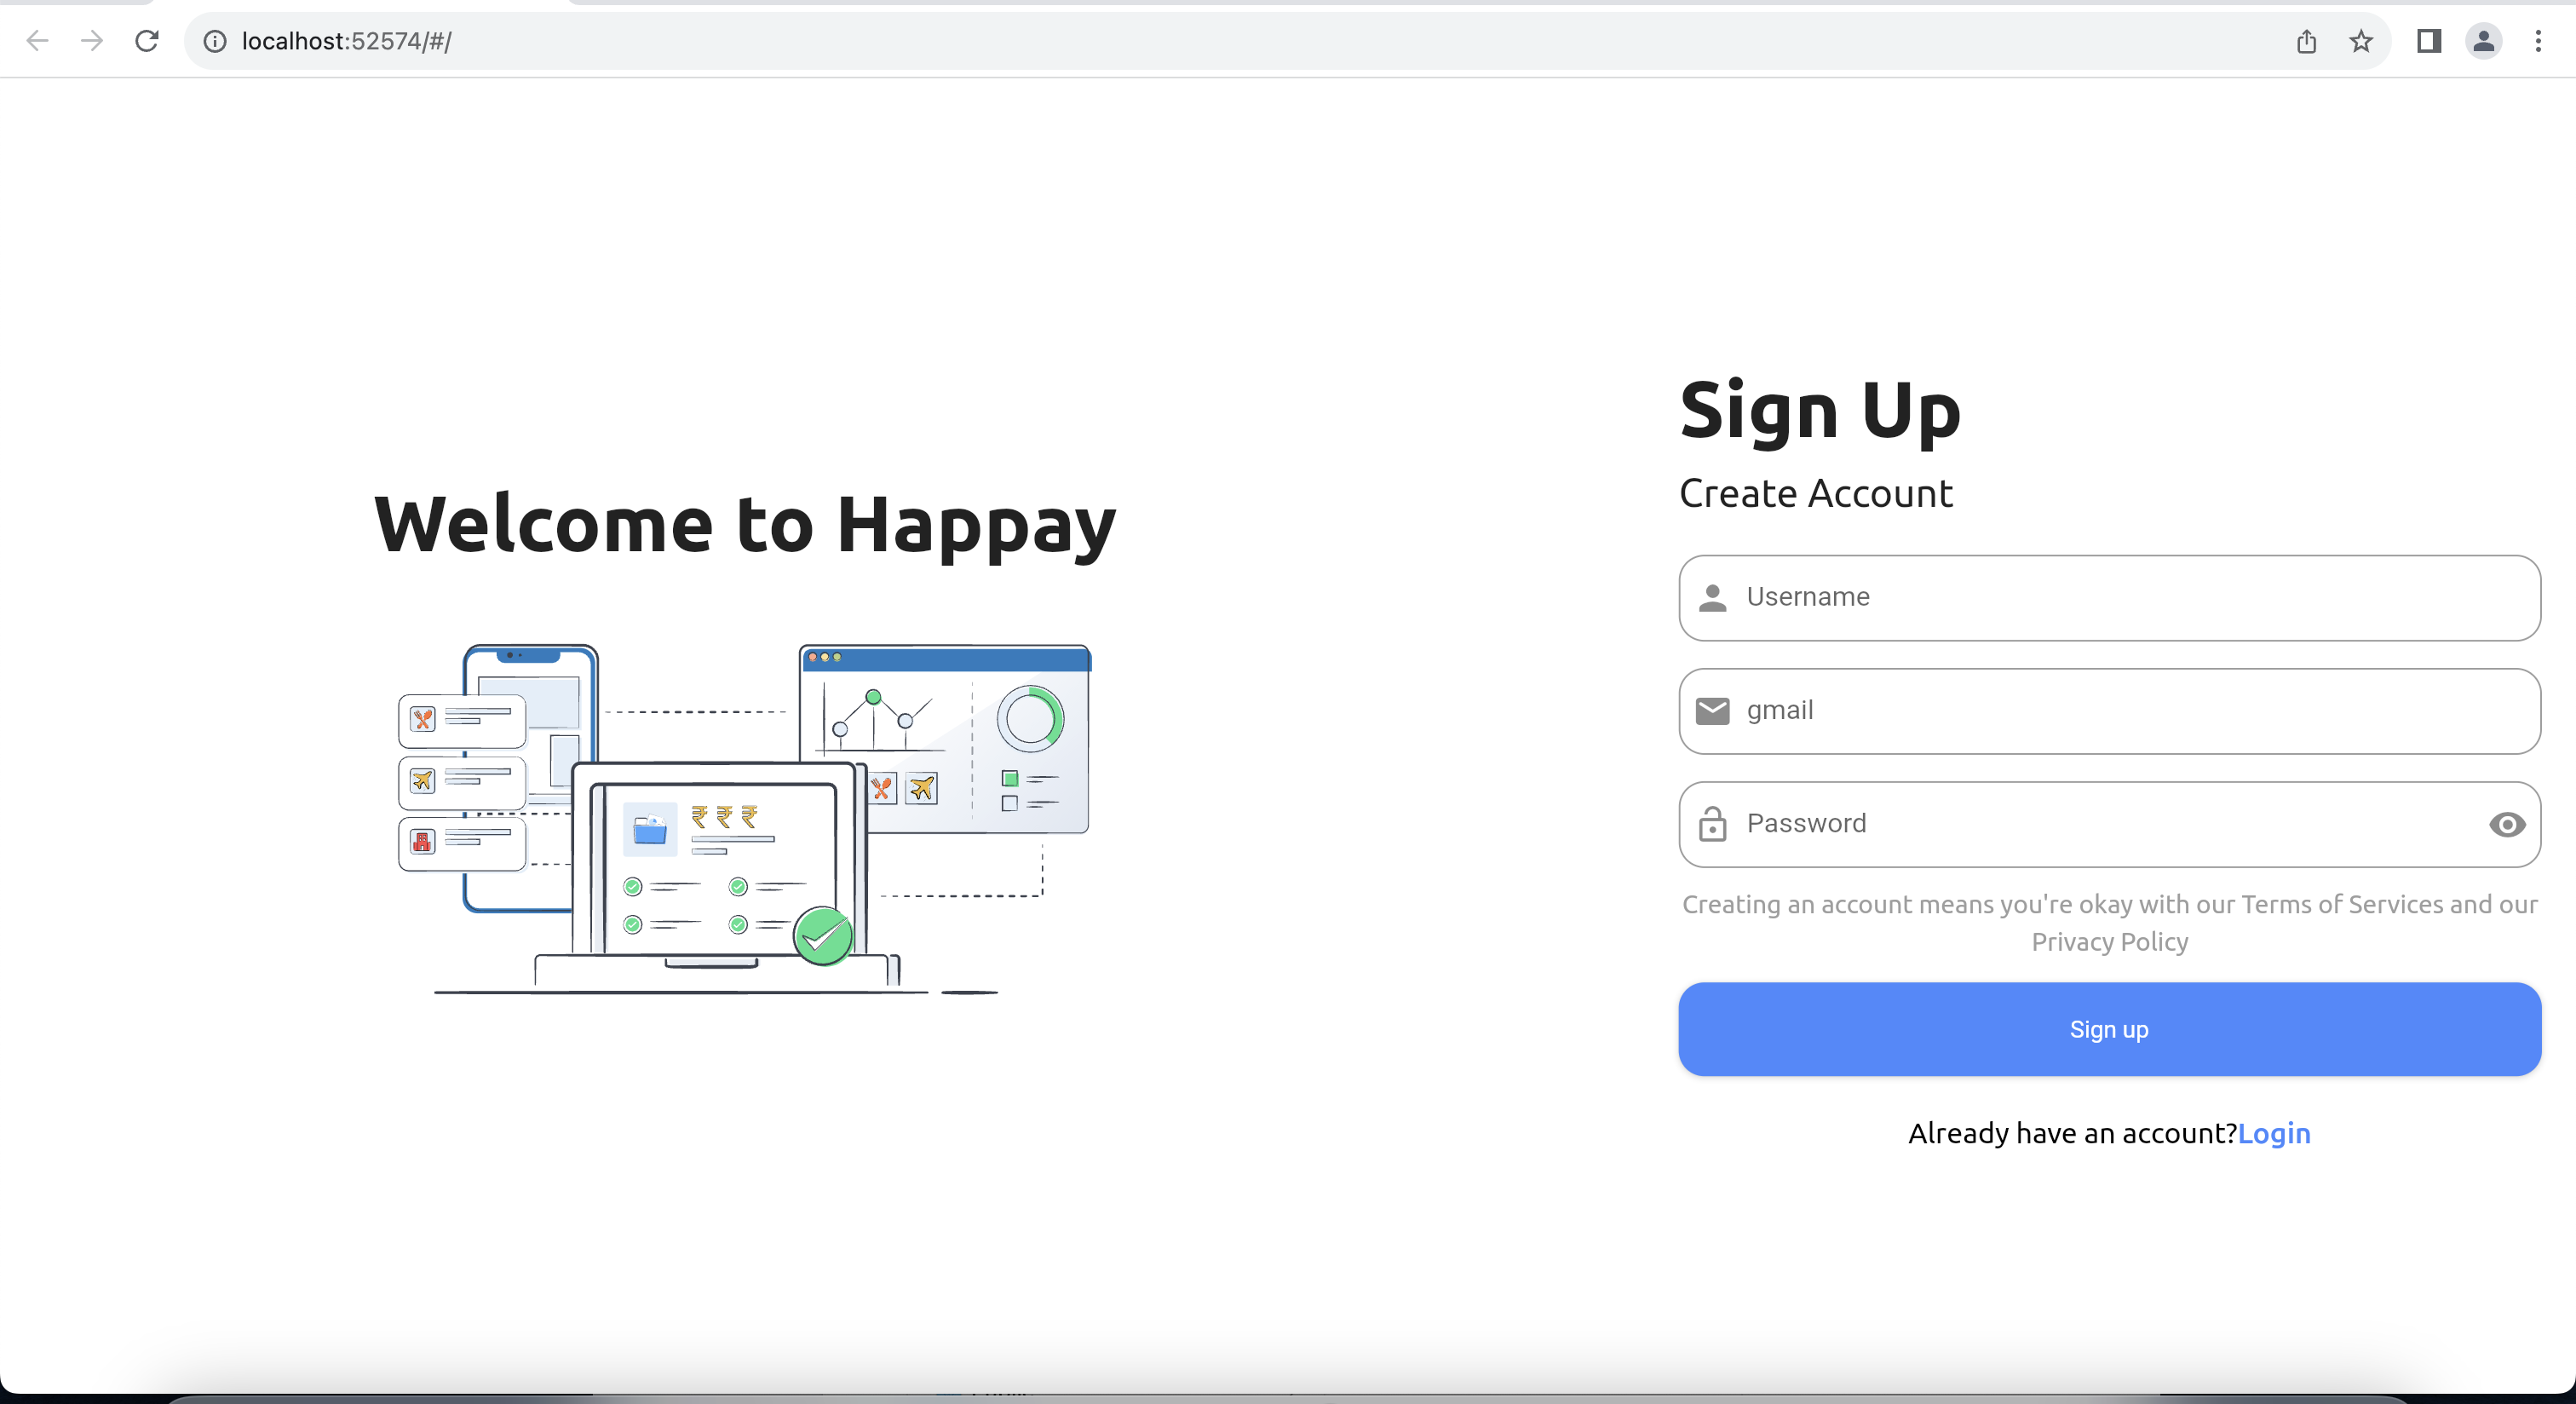 localhost:52574/#/
Welcome to Happay
₹ ₹ ₹
Sign Up
Create Account
Username
gmail
Password
Creating an account means you're okay with our Terms of Services and our
Privacy Policy
Sign up
Already have an account?Login